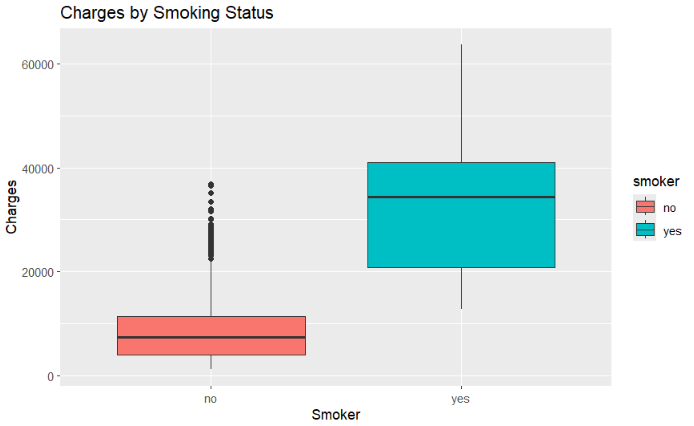 Charges by Smoking Status
Charges
60000
40000
20000
0
no
yes
Smoker
smoker
no
yes